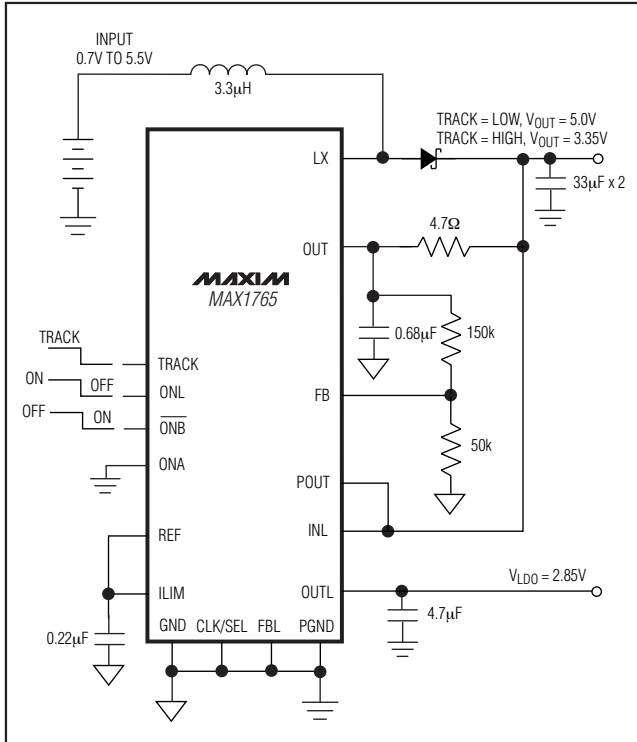 INPUT
0.7V TO 5.5V
3.3µH
TRACK = LOW, VOUT = 5.0V
TRACK = HIGH, VOUT = 3.35V
LX
33µF x 2
4.7Ω
OUT
MAXIM
MAX1765
0.68µF
150k
TRACK
TRACK
ON
OFF
ONL
FB
OFF
ON
ONB
50k
ONA
POUT
REF
INL
ILIM
OUTL
VLDO = 2.85V
4.7µF
0.22µF
GND
CLK/SEL
FBL
PGND